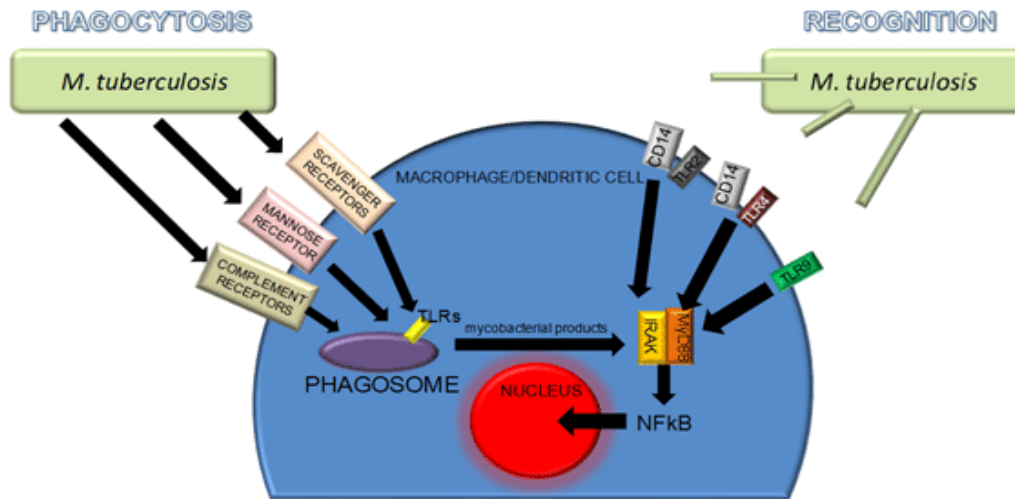 PHAGOCYTOSIS
RECOGNITION
M. tuberculosis
M. tuberculosis
SCAVENGER
RECEPTORS
MANNOSE
RECEPTOR
COMPLEMENT
RECEPTORS
MACROPHAGE/DENDRITIC CELL
CD14
TLR2
CD14
TLR4
TLR9
TLRs
mycobacterial products
IRAK
MyD88
PHAGOSOME
NUCLEUS
NFkB